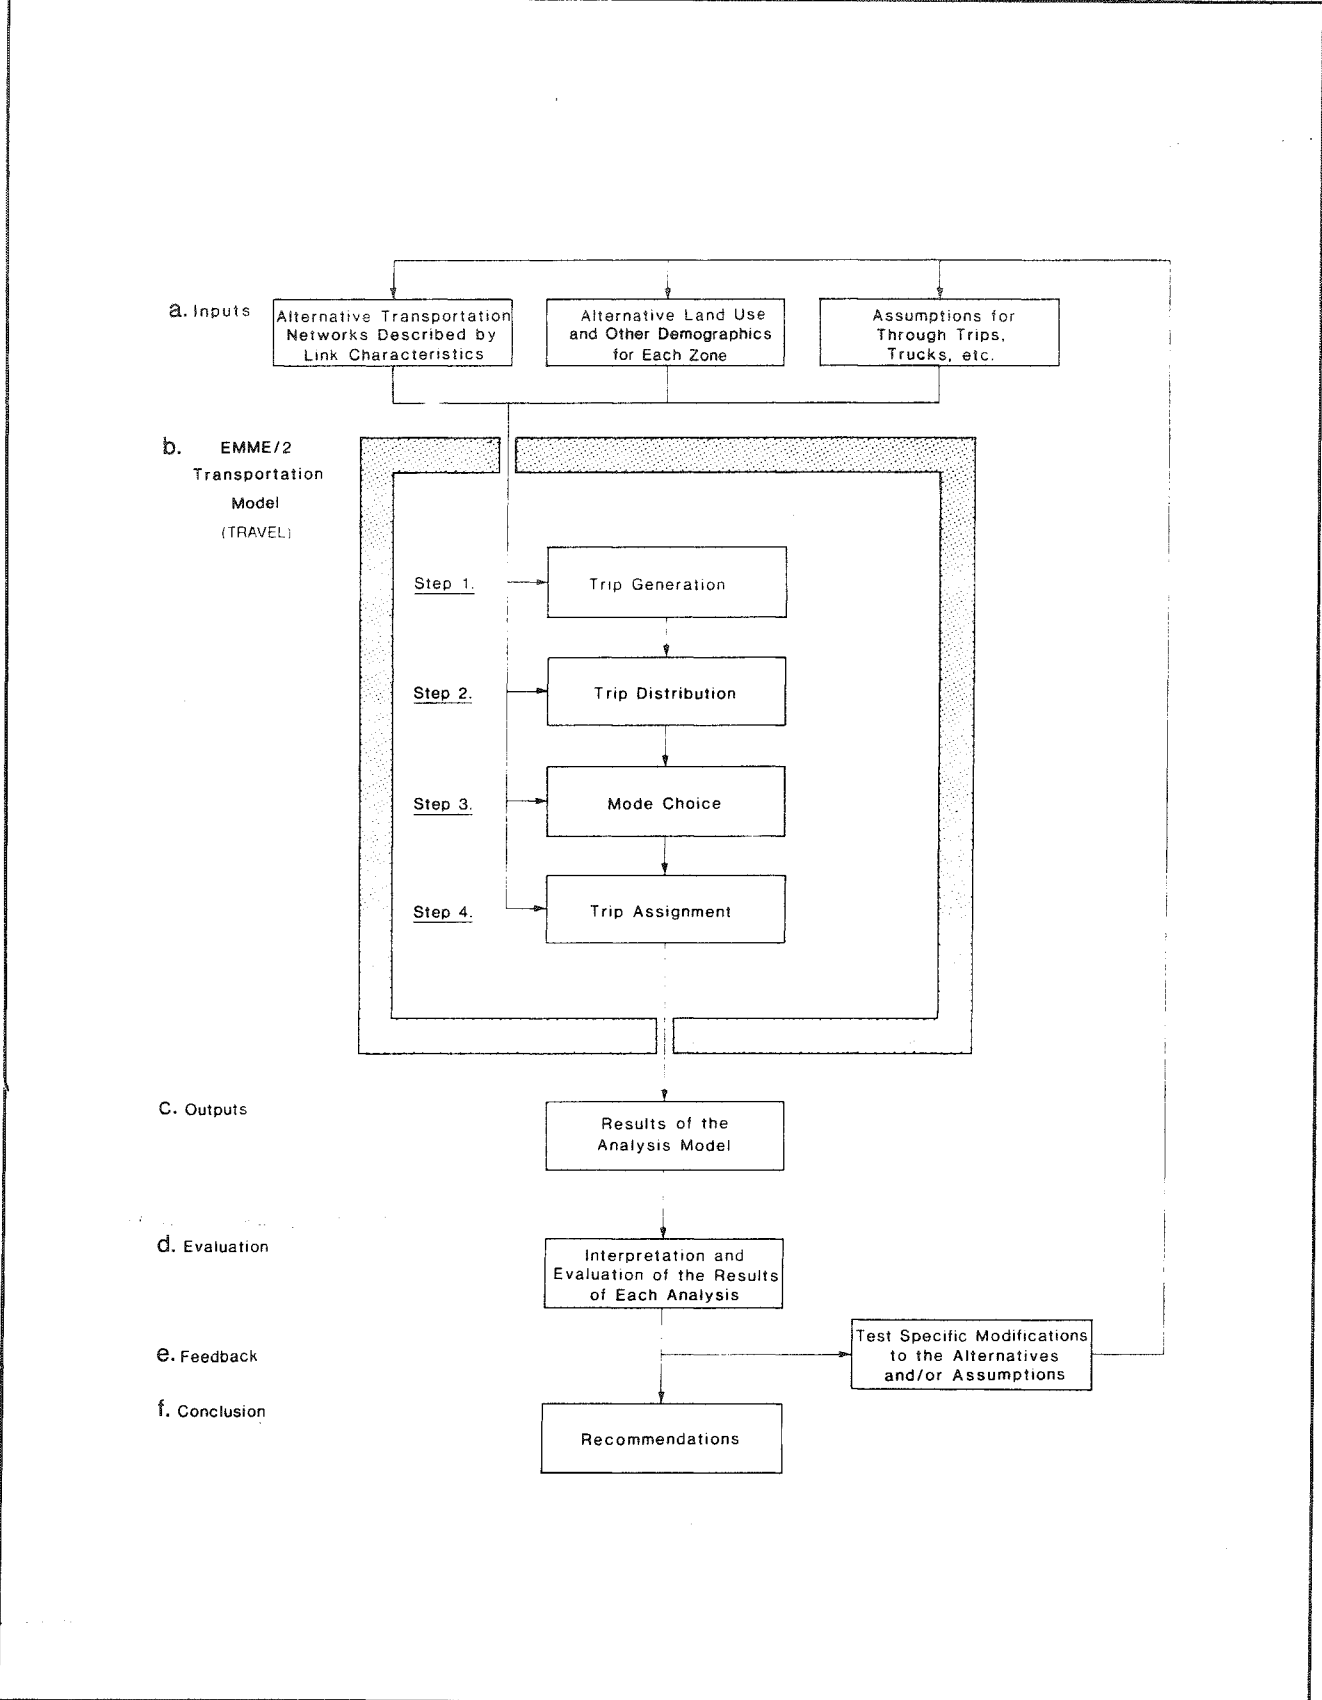 a. Inputs
Alternative Transportation
Networks Described by
Link Characteristics
Alternative Land Use
and Other Demographics
for Each Zone
Assumptions for
Through Trips,
Trucks, etc.
b. EMME/2
Transportation
Model
(TRAVEL)
Step 1.
Trip Generation
Step 2.
Trip Distribution
Step 3.
Mode Choice
Step 4.
Trip Assignment
c. Outputs
Results of the
Analysis Model
d. Evaluation
Interpretation and
Evaluation of the Results
of Each Analysis
e. Feedback
Test Specific Modifications
to the Alternatives
and/or Assumptions
f. Conclusion
Recommendations